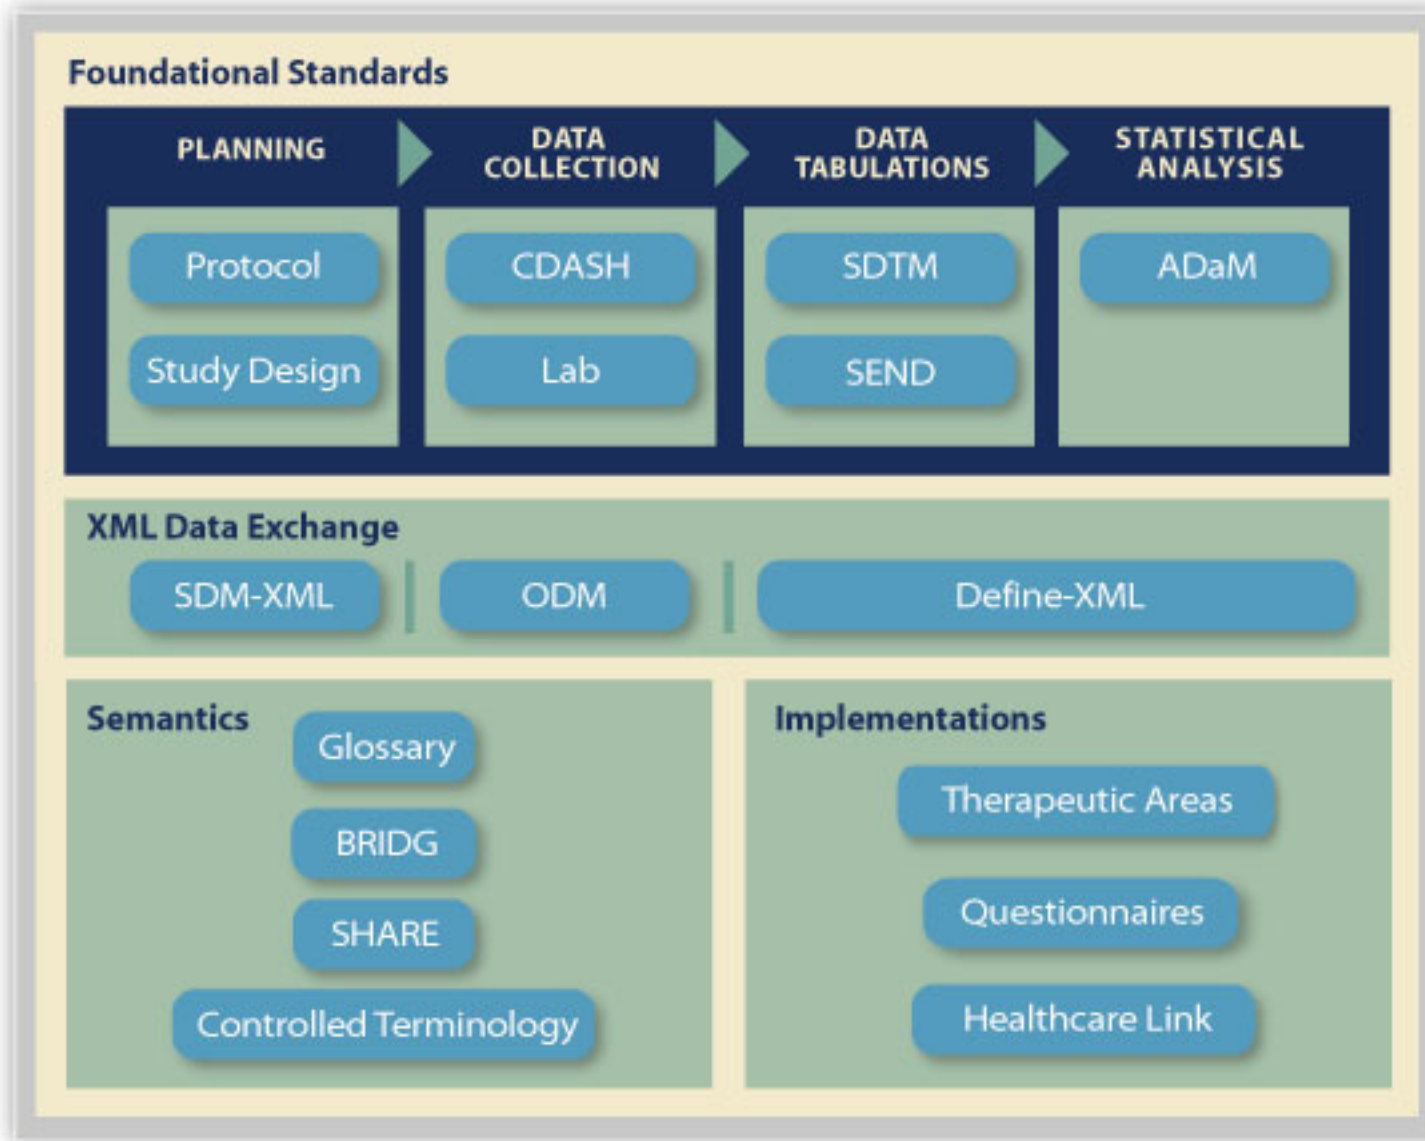 Foundational Standards
PLANNING
DATA
COLLECTION
DATA
TABULATIONS
STATISTICAL
ANALYSIS
Protocol
CDASH
SDTM
ADaM
Study Design
Lab
SEND
XML Data Exchange
SDM-XML
ODM
Define-XML
Semantics
Glossary
BRIDG
SHARE
Controlled Terminology
Implementations
Therapeutic Areas
Questionnaires
Healthcare Link